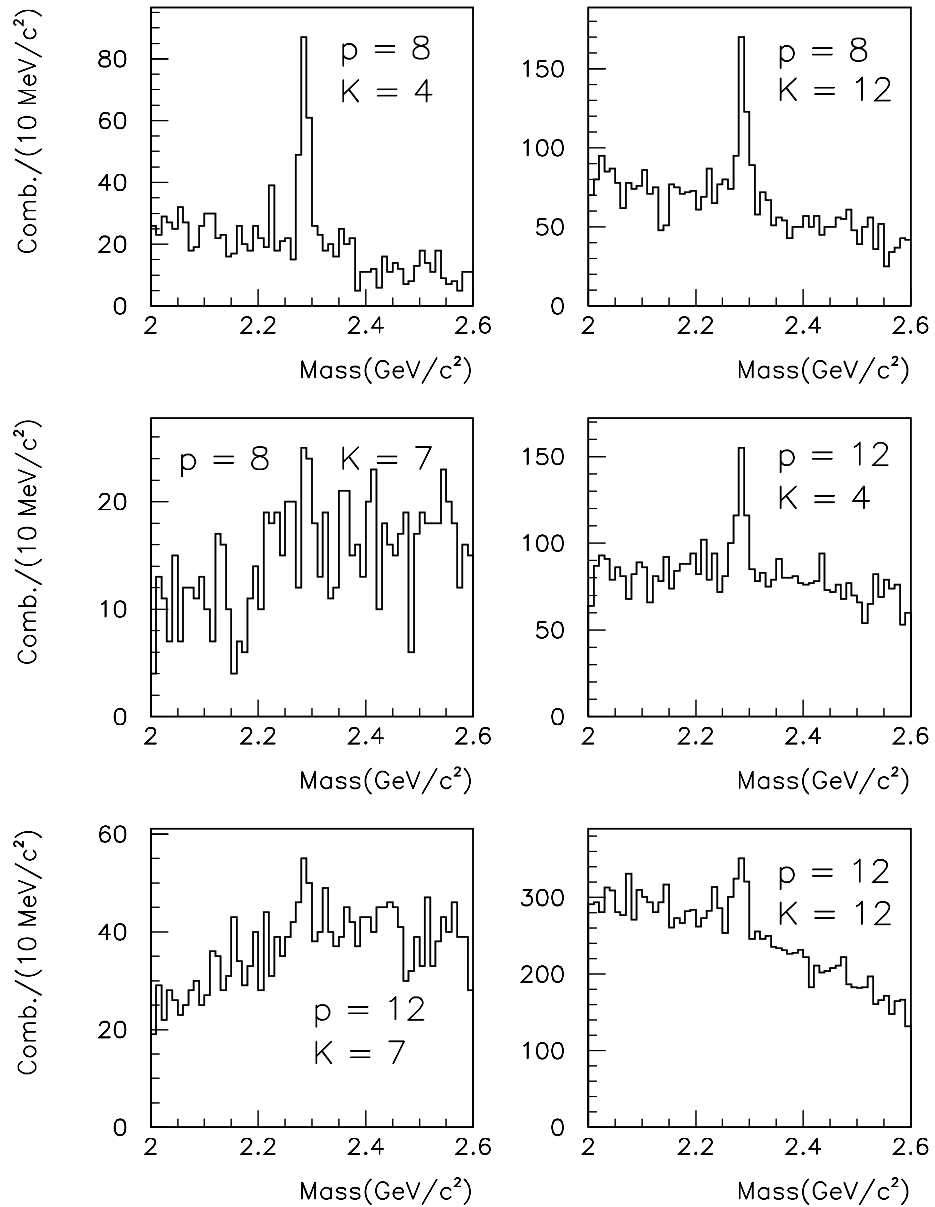 Comb./(10 MeV/c²)
80
60
40
20
0
p = 8
K = 4
2 2.2 2.4 2.6
Mass(GeV/c²)
150
100
50
0
p = 8
K = 12
2 2.2 2.4 2.6
Mass(GeV/c²)
Comb./(10 MeV/c²)
20
10
0
p = 8 K = 7
2 2.2 2.4 2.6
Mass(GeV/c²)
150
100
50
0
p = 12
K = 4
2 2.2 2.4 2.6
Mass(GeV/c²)
Comb./(10 MeV/c²)
60
40
20
0
p = 12
K = 7
2 2.2 2.4 2.6
Mass(GeV/c²)
300
200
100
0
p = 12
K = 12
2 2.2 2.4 2.6
Mass(GeV/c²)